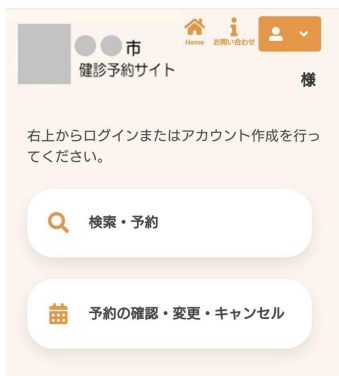 ●●市
健診予約サイト
Home
お問い合わせ
様
右上からログインまたはアカウント作成を行っ
てください。
検索・予約
予約の確認・変更・キャンセル